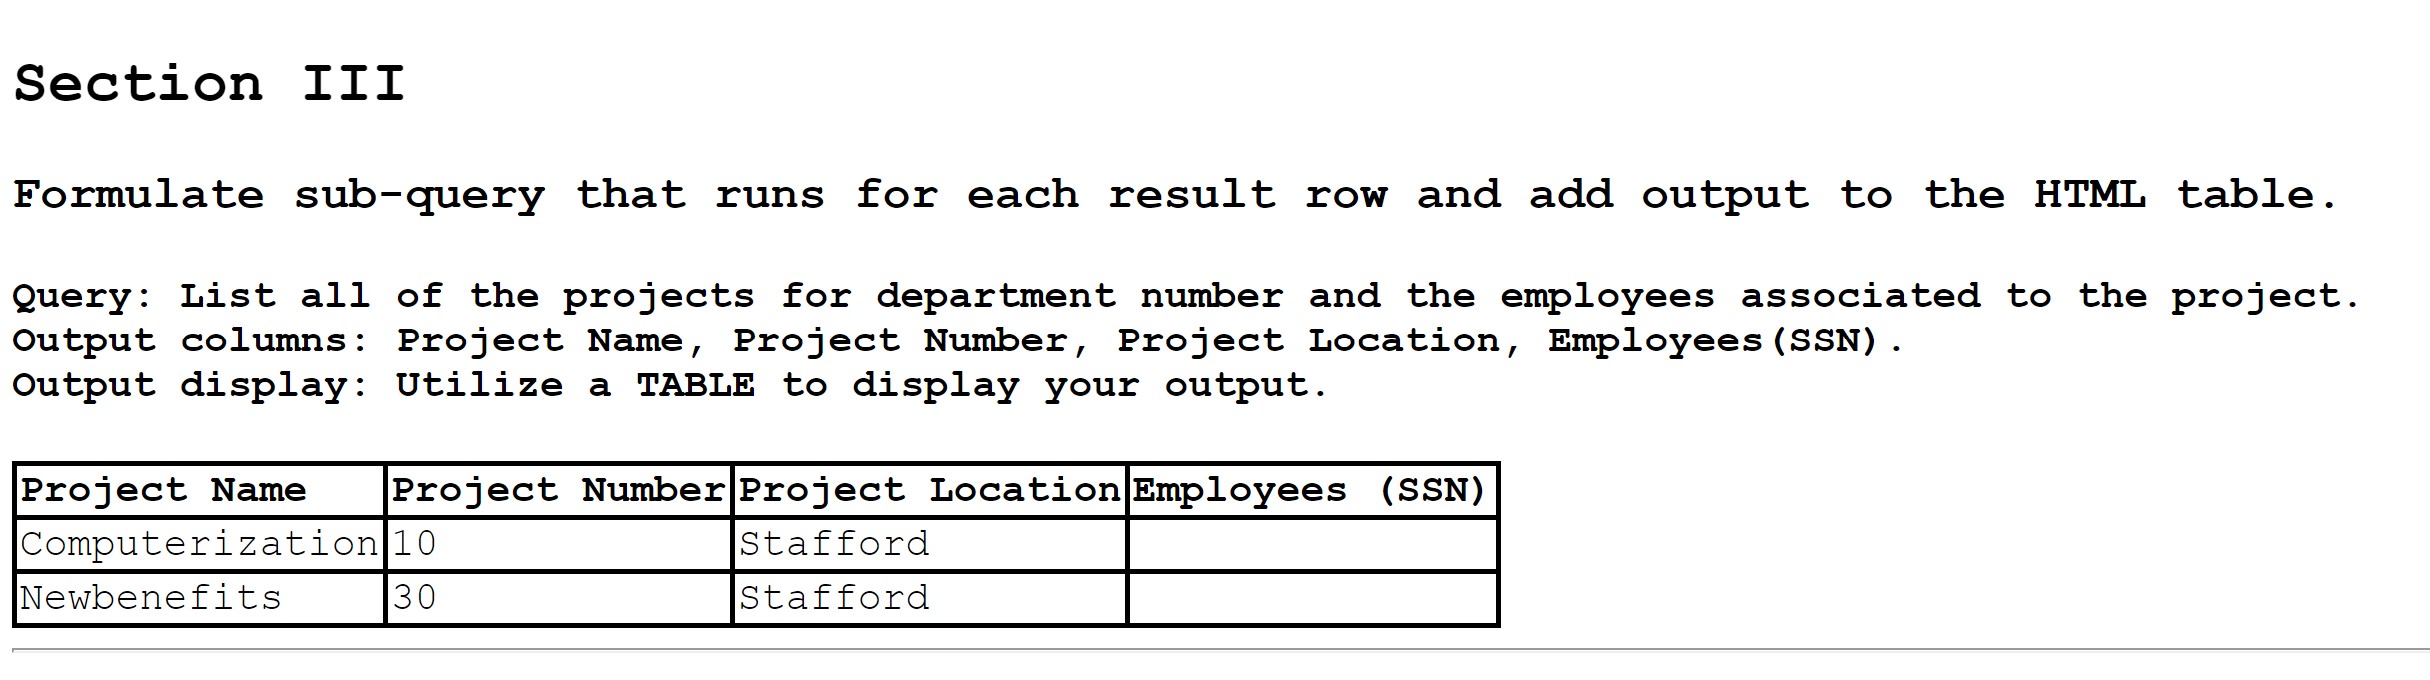 Section III
Formulate sub-query that runs for each result row and add output to the HTML table.
Query: List all of the projects for department number and the employees associated to the project.
Output columns: Project Name, Project Number, Project Location, Employees(SSN).
Output display: Utilize a TABLE to display your output.
Project Name Project Number Project Location Employees (SSN)
Computerization 10 Stafford
Newbenefits 30 Stafford